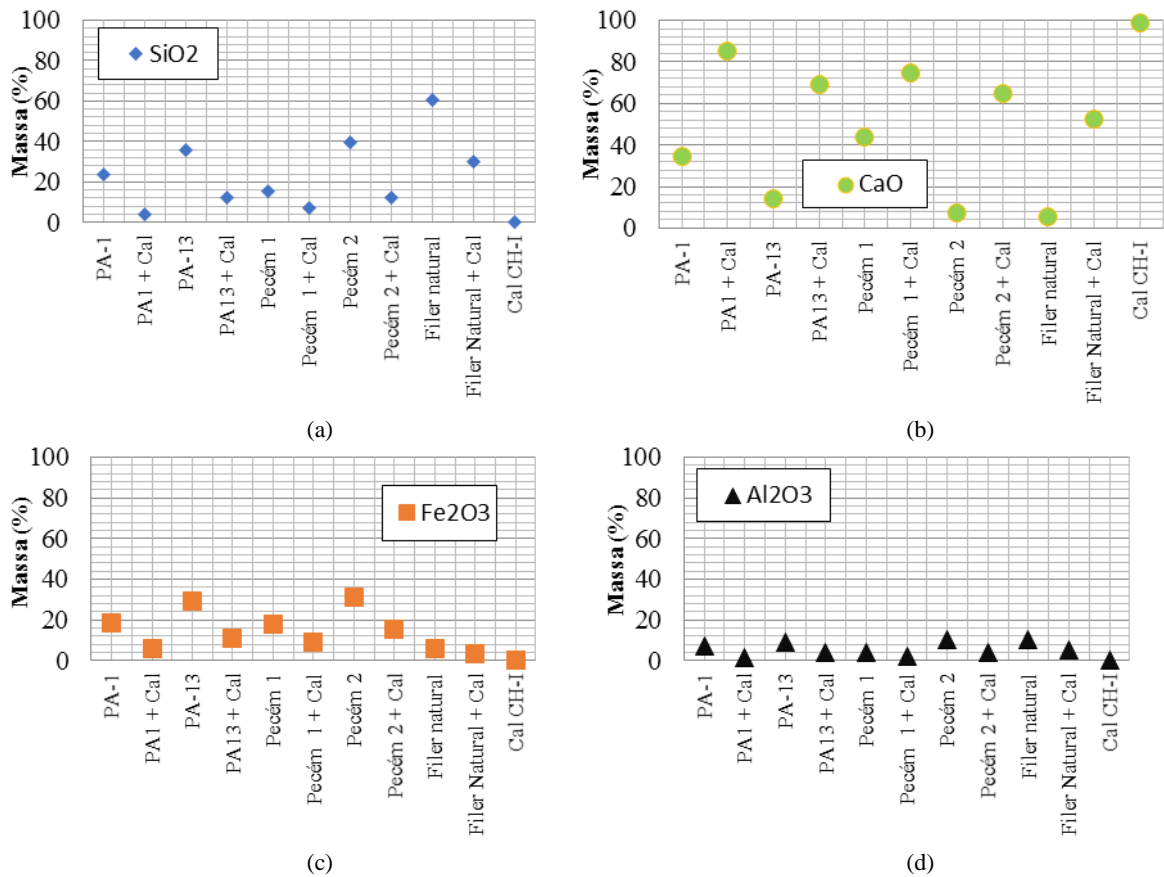 100
80
60
40
20
0
Massa (%)
SiO2
PA-1
PA1 + Cal
PA-13
PA13 + Cal
Pecém 1
Pecém 1 + Cal
Pecém 2
Pecém 2 + Cal
Filer natural
Filer Natural + Cal
Cal CH-I
(a)
100
80
60
40
20
0
Massa (%)
CaO
PA-1
PA1 + Cal
PA-13
PA13 + Cal
Pecém 1
Pecém 1 + Cal
Pecém 2
Pecém 2 + Cal
Filer natural
Filer Natural + Cal
Cal CH-I
(b)
100
80
60
40
20
0
Massa (%)
Fe2O3
PA-1
PA1 + Cal
PA-13
PA13 + Cal
Pecém 1
Pecém 1 + Cal
Pecém 2
Pecém 2 + Cal
Filer natural
Filer Natural + Cal
Cal CH-I
(c)
100
80
60
40
20
0
Massa (%)
Al2O3
PA-1
PA1 + Cal
PA-13
PA13 + Cal
Pecém 1
Pecém 1 + Cal
Pecém 2
Pecém 2 + Cal
Filer natural
Filer Natural + Cal
Cal CH-I
(d)